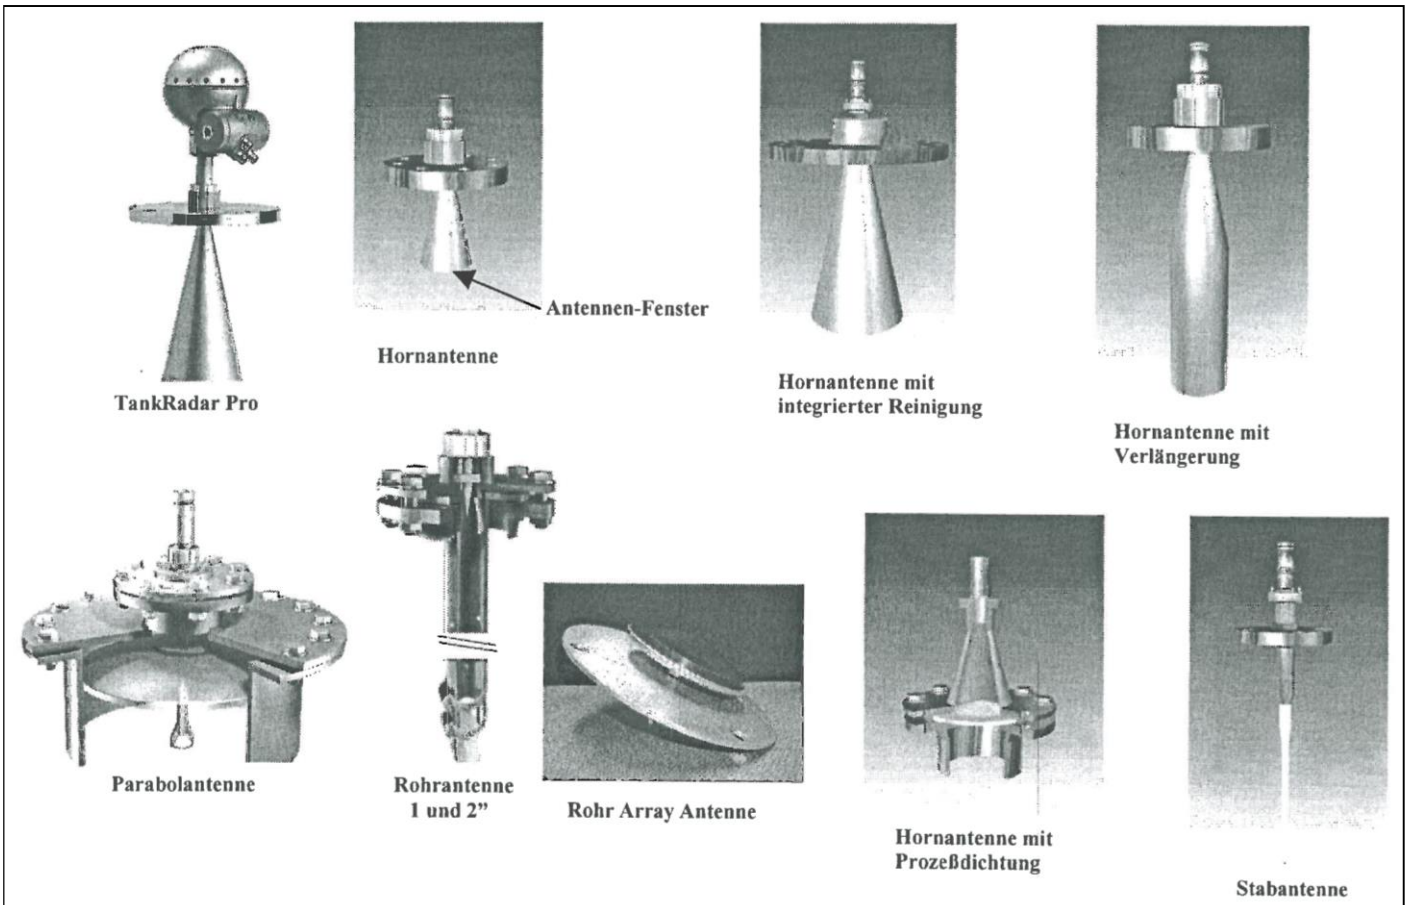 Antennen-Fenster
Hornantenne
TankRadar Pro
Hornantenne mit
integrierter Reinigung
Hornantenne mit
Verlängerung
Parabolantenne
Rohrantenne
1 und 2”
Rohr Array Antenne
Hornantenne mit
Prozeßdichtung
Stabantenne